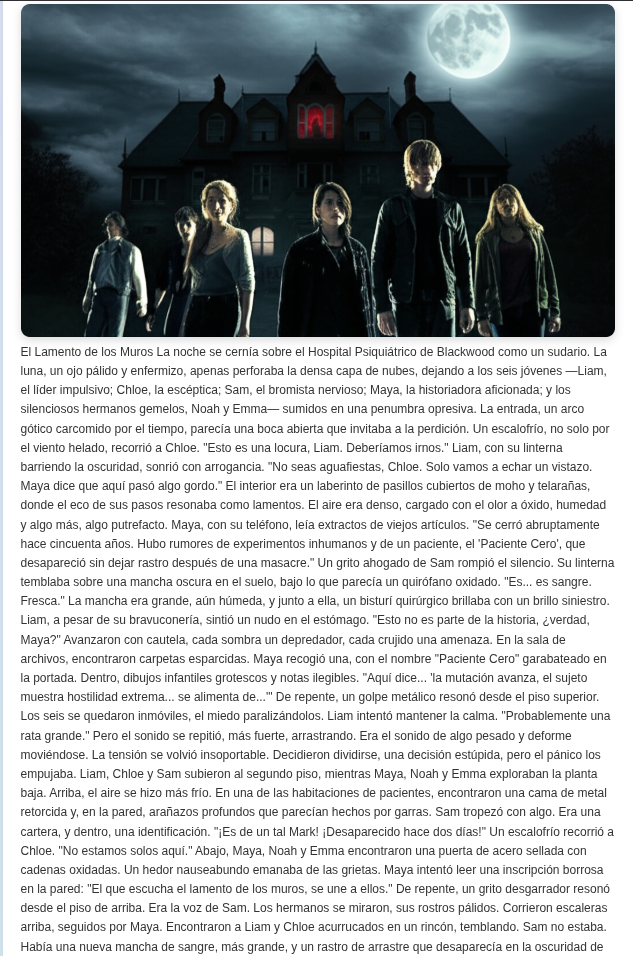 El Lamento de los Muros La noche se cernía sobre el Hospital Psiquiátrico de Blackwood como un sudario. La
luna, un ojo pálido y enfermizo, apenas perforaba la densa capa de nubes, dejando a los seis jóvenes —Liam,
el líder impulsivo; Chloe, la escéptica; Sam, el bromista nervioso; Maya, la historiadora aficionada; y los
silenciosos hermanos gemelos, Noah y Emma— sumidos en una penumbra opresiva. La entrada, un arco
gótico carcomido por el tiempo, parecía una boca abierta que invitaba a la perdición. Un escalofrío, no solo por
el viento helado, recorrió a Chloe. "Esto es una locura, Liam. Deberíamos irnos." Liam, con su linterna
barriendo la oscuridad, sonrió con arrogancia. "No seas aguafiestas, Chloe. Solo vamos a echar un vistazo.
Maya dice que aquí pasó algo gordo." El interior era un laberinto de pasillos cubiertos de moho y telarañas,
donde el eco de sus pasos resonaba como lamentos. El aire era denso, cargado con el olor a óxido, humedad
y algo más, algo putrefacto. Maya, con su teléfono, leía extractos de viejos artículos. "Se cerró abruptamente
hace cincuenta años. Hubo rumores de experimentos inhumanos y de un paciente, el 'Paciente Cero', que
desapareció sin dejar rastro después de una masacre." Un grito ahogado de Sam rompió el silencio. Su linterna
temblaba sobre una mancha oscura en el suelo, bajo lo que parecía un quirófano oxidado. "Es... es sangre.
Fresca." La mancha era grande, aún húmeda, y junto a ella, un bisturí quirúrgico brillaba con un brillo siniestro.
Liam, a pesar de su bravuconería, sintió un nudo en el estómago. "Esto no es parte de la historia, ¿verdad,
Maya?" Avanzaron con cautela, cada sombra un depredador, cada crujido una amenaza. En la sala de
archivos, encontraron carpetas esparcidas. Maya recogió una, con el nombre "Paciente Cero" garabateado en
la portada. Dentro, dibujos infantiles grotescos y notas ilegibles. "Aquí dice... 'la mutación avanza, el sujeto
muestra hostilidad extrema... se alimenta de...'" De repente, un golpe metálico resonó desde el piso superior.
Los seis se quedaron inmóviles, el miedo paralizándolos. Liam intentó mantener la calma. "Probablemente una
rata grande." Pero el sonido se repitió, más fuerte, arrastrando. Era el sonido de algo pesado y deforme
moviéndose. La tensión se volvió insoportable. Decidieron dividirse, una decisión estúpida, pero el pánico los
empujaba. Liam, Chloe y Sam subieron al segundo piso, mientras Maya, Noah y Emma exploraban la planta
baja. Arriba, el aire se hizo más frío. En una de las habitaciones de pacientes, encontraron una cama de metal
retorcida y, en la pared, arañazos profundos que parecían hechos por garras. Sam tropezó con algo. Era una
cartera, y dentro, una identificación. "¡Es de un tal Mark! ¡Desaparecido hace dos días!" Un escalofrío recorrió a
Chloe. "No estamos solos aquí." Abajo, Maya, Noah y Emma encontraron una puerta de acero sellada con
cadenas oxidadas. Un hedor nauseabundo emanaba de las grietas. Maya intentó leer una inscripción borrosa
en la pared: "El que escucha el lamento de los muros, se une a ellos." De repente, un grito desgarrador resonó
desde el piso de arriba. Era la voz de Sam. Los hermanos se miraron, sus rostros pálidos. Corrieron escaleras
arriba, seguidos por Maya. Encontraron a Liam y Chloe acurrucados en un rincón, temblando. Sam no estaba.
Había una nueva mancha de sangre, más grande, y un rastro de arrastre que desaparecía en la oscuridad de